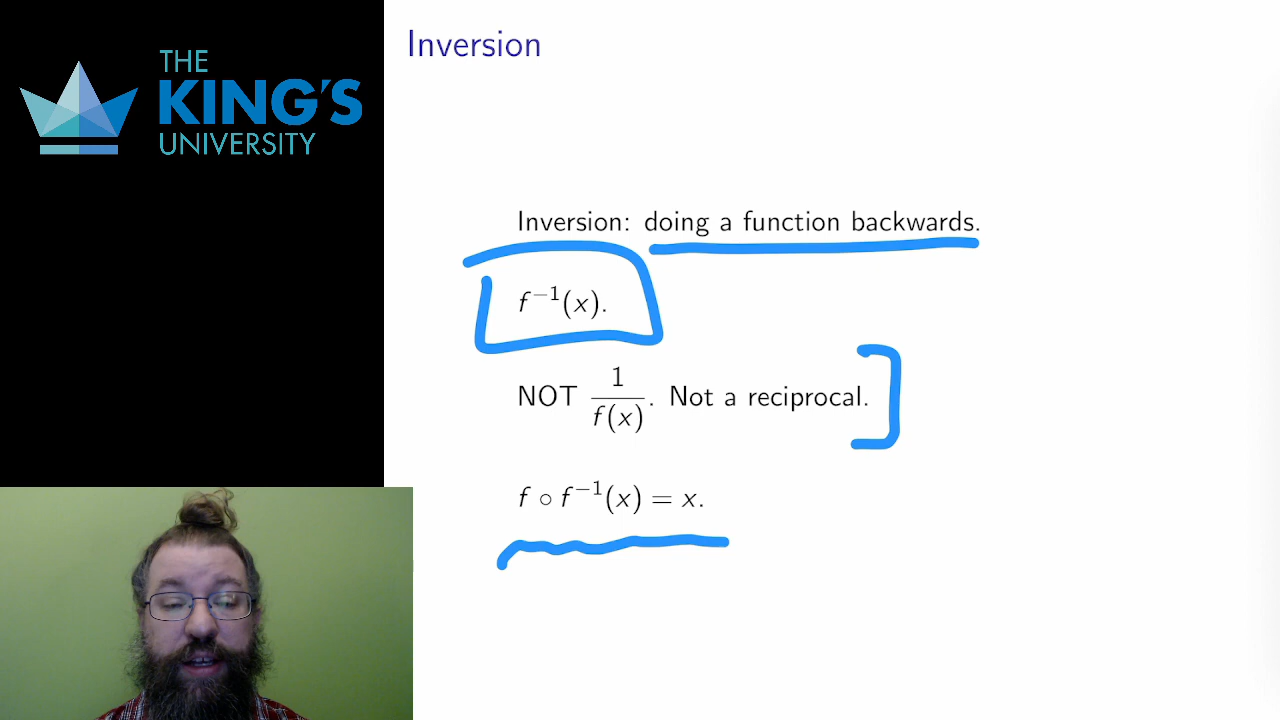 THE
KING'S
UNIVERSITY
Inversion
Inversion: doing a function backwards.
f⁻¹(x).
NOT 1/f(x). Not a reciprocal.
f ∘ f⁻¹(x) = x.